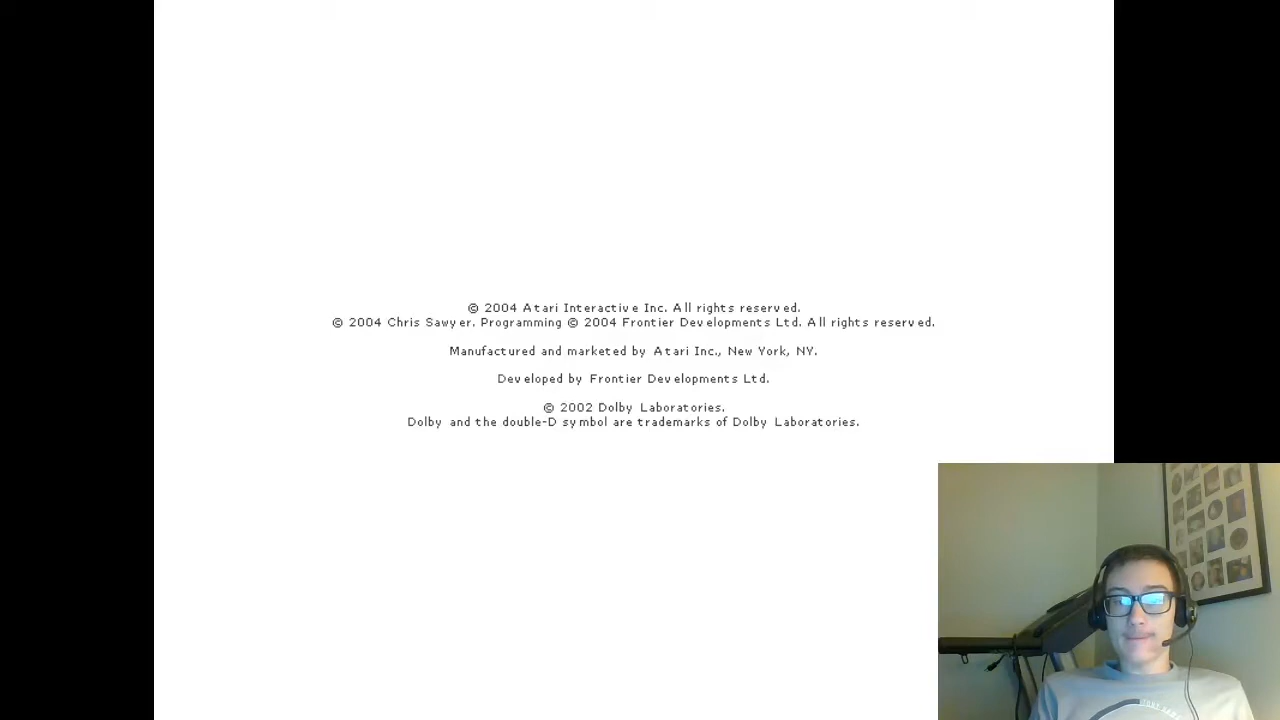 © 2004 Atari Interactive Inc. All rights reserved.
© 2004 Chris Sawyer. Programming © 2004 Frontier Developments Ltd. All rights reserved.
Manufactured and marketed by Atari Inc., New York, NY.
Developed by Frontier Developments Ltd.
© 2002 Dolby Laboratories.
Dolby and the double-D symbol are trademarks of Dolby Laboratories.